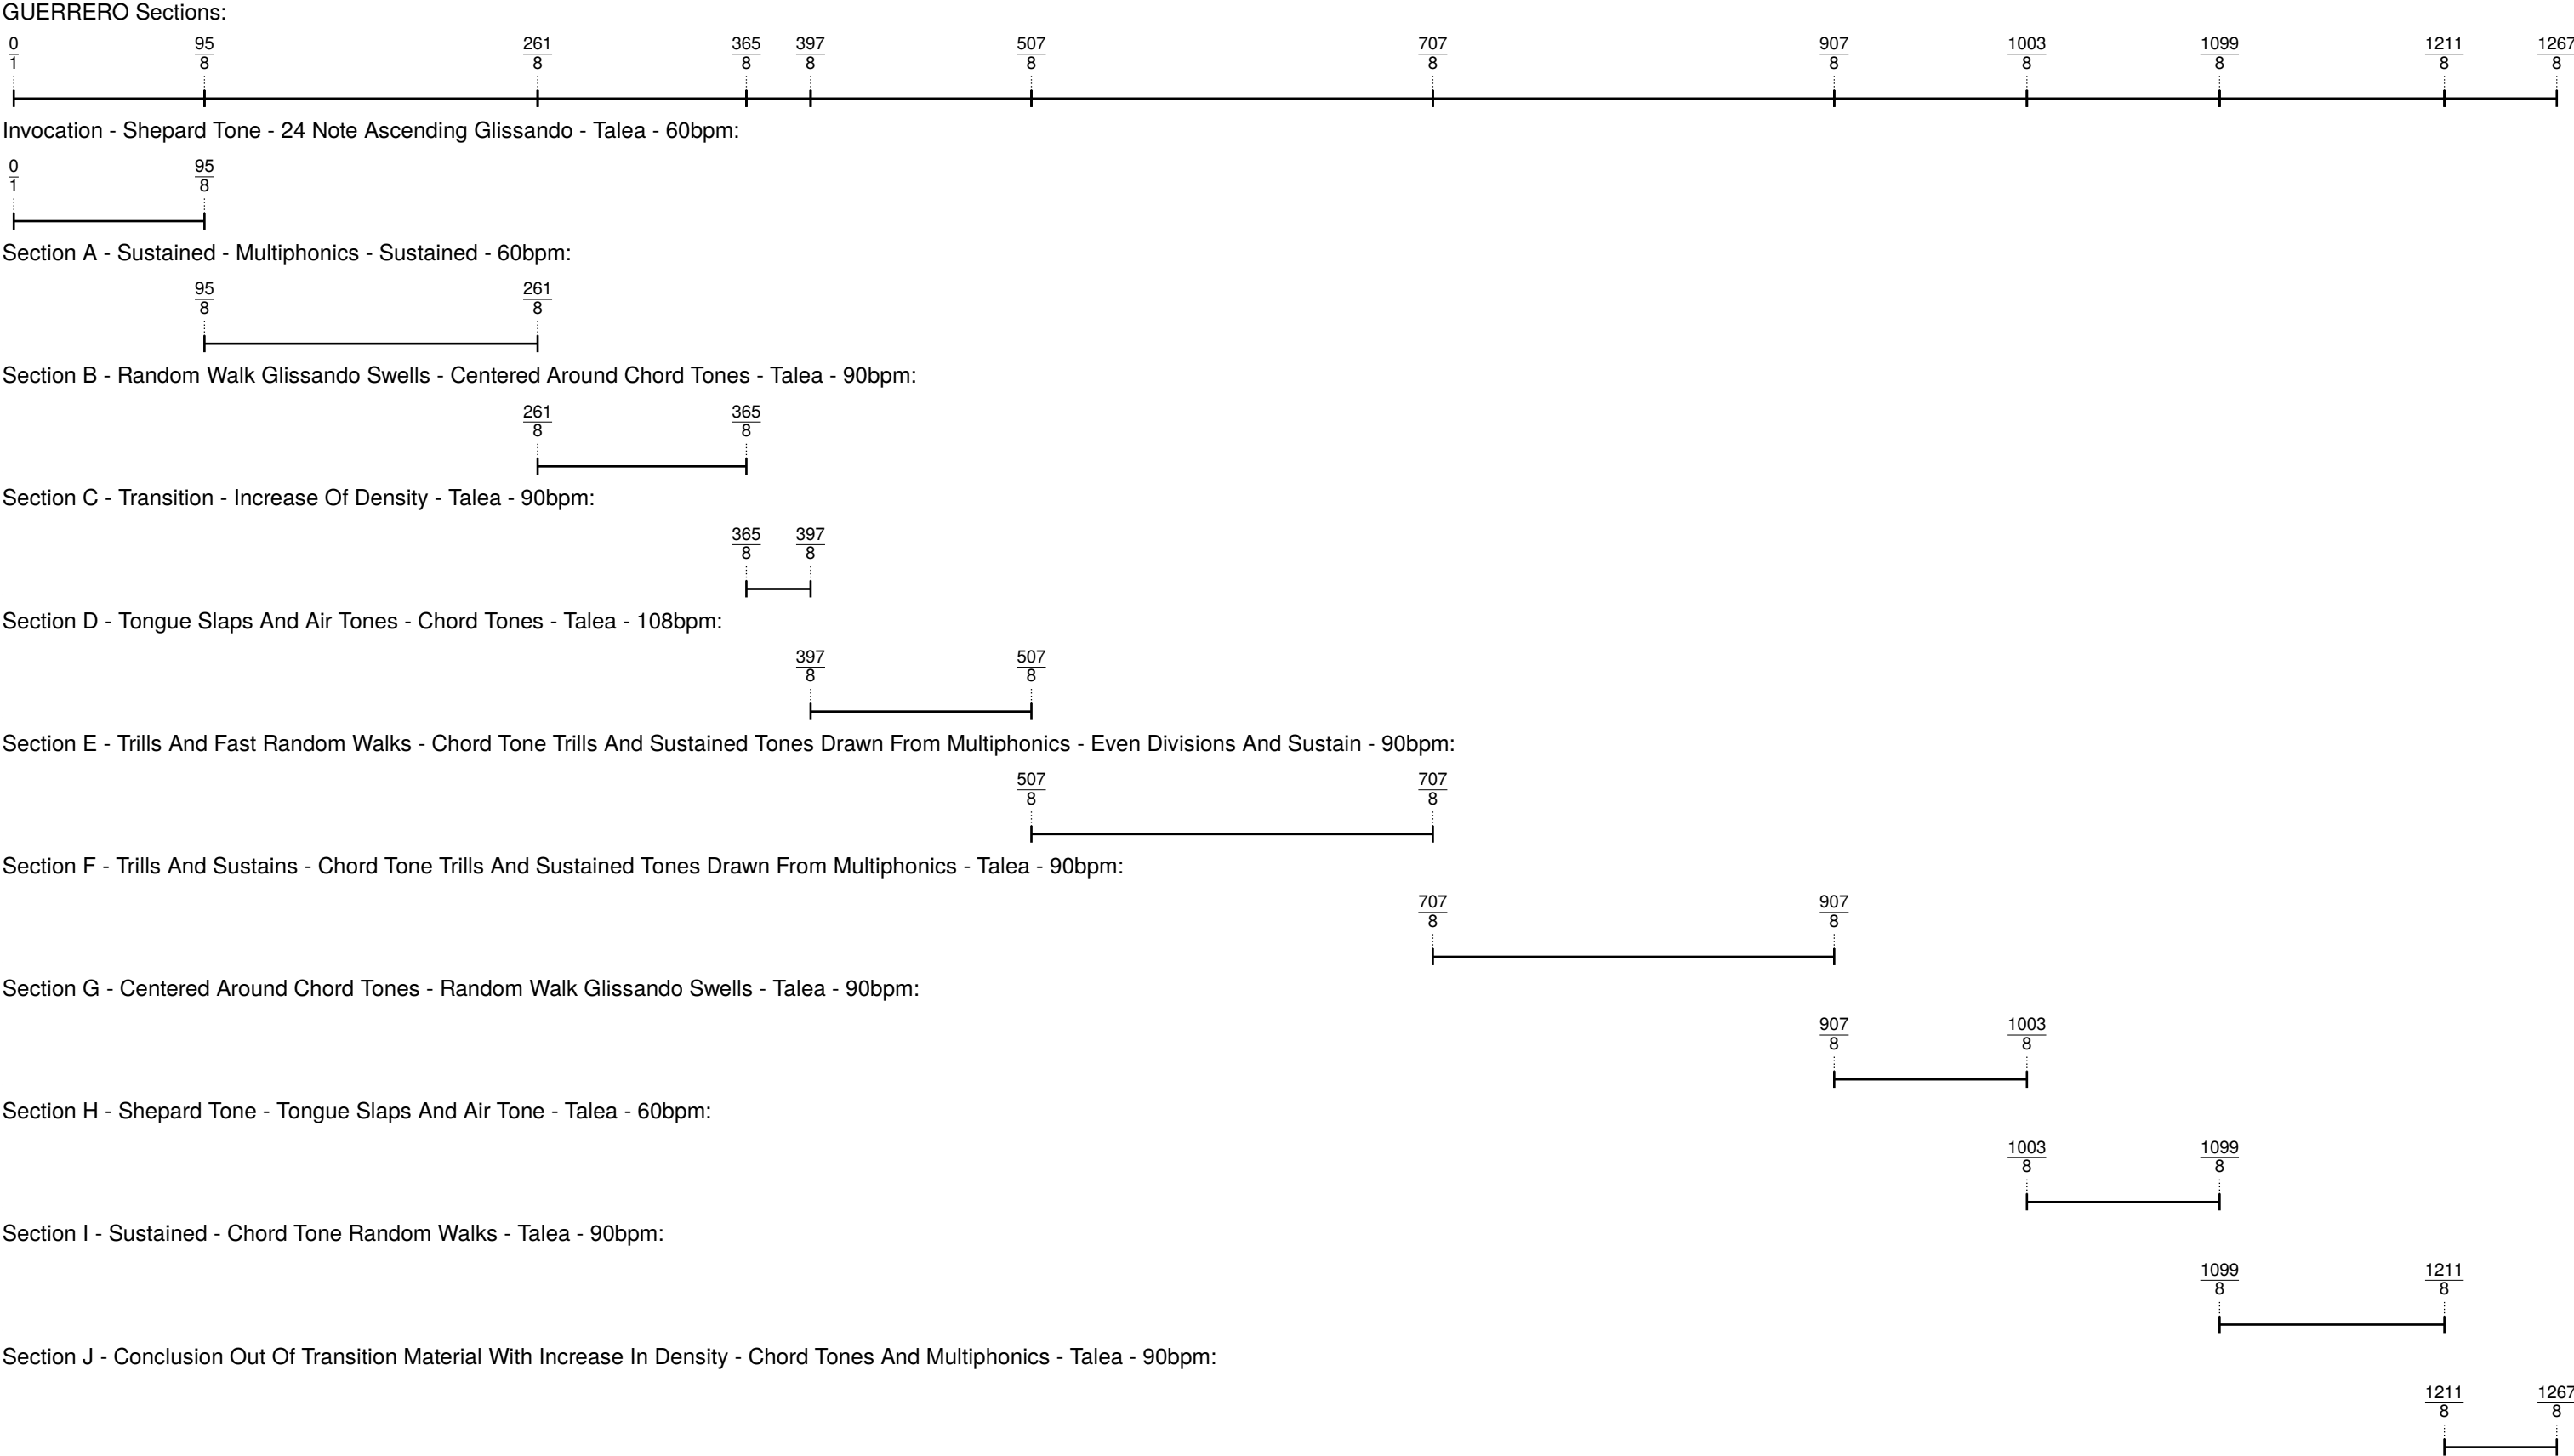 GUERRERO Sections:
0 95 261 365 397 507 707 907 1003 1099 1211 1267
1 8 8 8 8 8 8 8 8 8 8 8
Invocation - Shepard Tone - 24 Note Ascending Glissando - Talea - 60bpm:
0 95
1 8
Section A - Sustained - Multiphonics - Sustained - 60bpm:
95 261
8 8
Section B - Random Walk Glissando Swells - Centered Around Chord Tones - Talea - 90bpm:
261 365
8 8
Section C - Transition - Increase Of Density - Talea - 90bpm:
365 397
8 8
Section D - Tongue Slaps And Air Tones - Chord Tones - Talea - 108bpm:
397 507
8 8
Section E - Trills And Fast Random Walks - Chord Tone Trills And Sustained Tones Drawn From Multiphonics - Even Divisions And Sustain - 90bpm:
507 707
8 8
Section F - Trills And Sustains - Chord Tone Trills And Sustained Tones Drawn From Multiphonics - Talea - 90bpm:
707 907
8 8
Section G - Centered Around Chord Tones - Random Walk Glissando Swells - Talea - 90bpm:
907 1003
8 8
Section H - Shepard Tone - Tongue Slaps And Air Tone - Talea - 60bpm:
1003 1099
8 8
Section I - Sustained - Chord Tone Random Walks - Talea - 90bpm:
1099 1211
8 8
Section J - Conclusion Out Of Transition Material With Increase In Density - Chord Tones And Multiphonics - Talea - 90bpm:
1211 1267
8 8